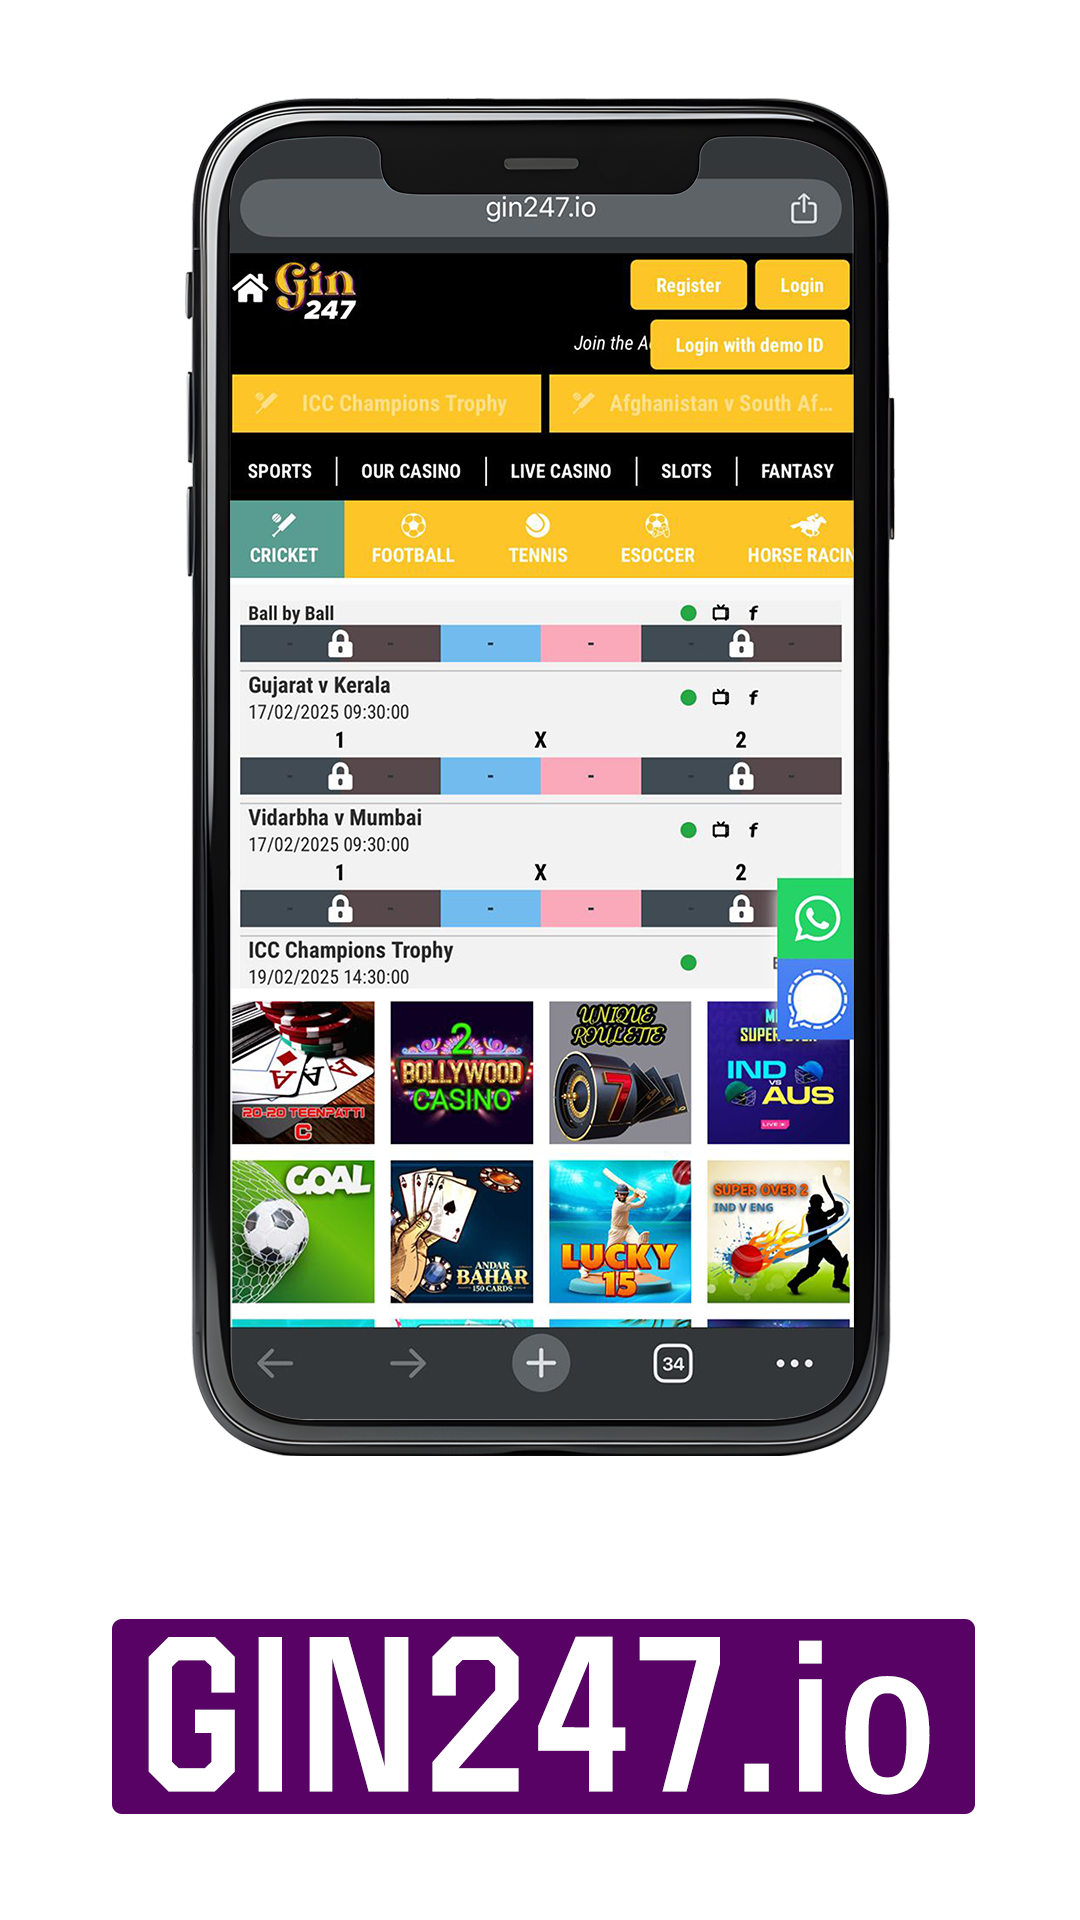 gin247.io
Gin
247
Register
Login
Join the A
Login with demo ID
ICC Champions Trophy
Afghanistan v South Af...
SPORTS
OUR CASINO
LIVE CASINO
SLOTS
FANTASY
CRICKET
FOOTBALL
TENNIS
ESOCCER
HORSE RACIN
Ball by Ball
f
- - - - - -
Gujarat v Kerala
f
17/02/2025 09:30:00
1 X 2
- - - - - -
Vidarbha v Mumbai
f
17/02/2025 09:30:00
1 X 2
- - - - -
ICC Champions Trophy
19/02/2025 14:30:00
A A A
20-20 TEENPATTI
C
2
BOLLYWOOD
CASINO
UNIQUE
ROULETTE
7
SUPER OVER
IND
VS
AUS
LIVE
GOAL
A A A A
ANDAR
BAHAR
150 CARDS
LUCKY
15
SUPER OVER 2
IND V ENG
34
GIN247.io